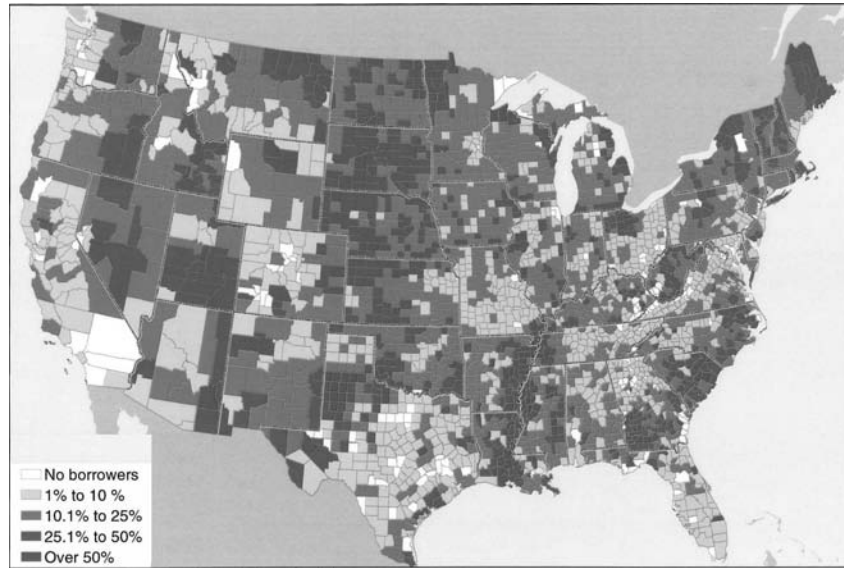 No borrowers
1% to 10 %
10.1% to 25%
25.1% to 50%
Over 50%